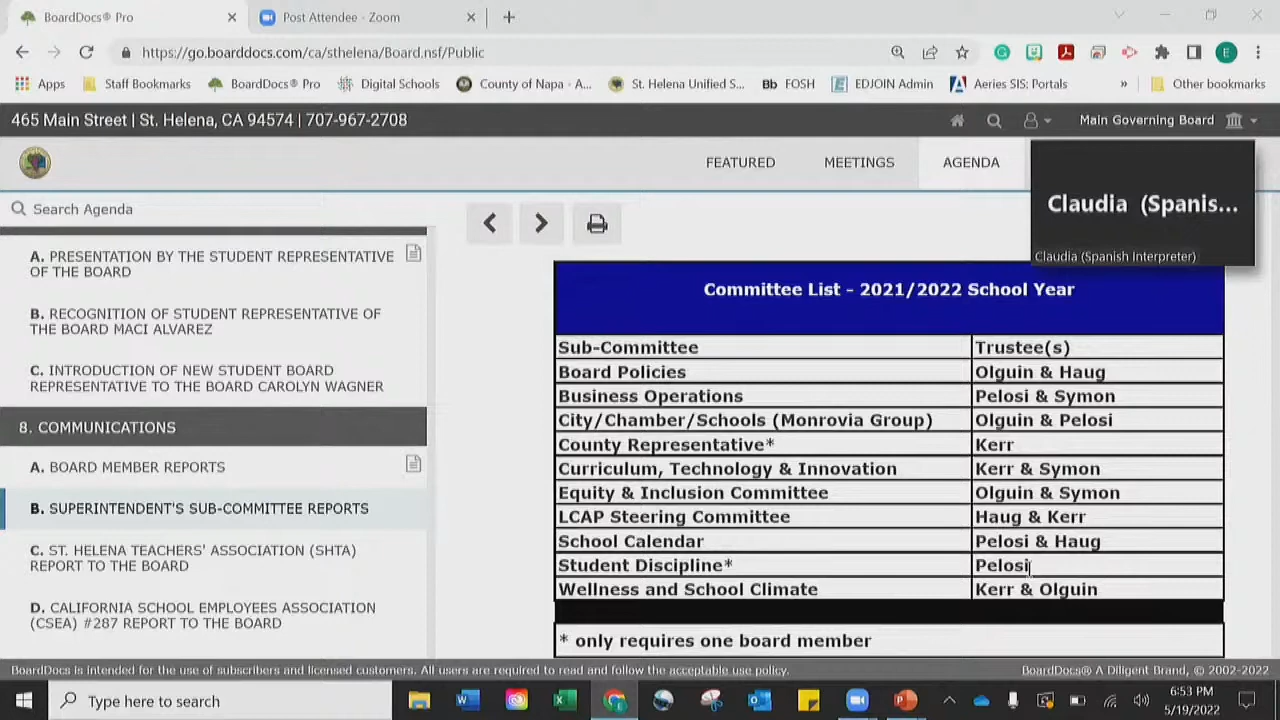 BoardDocs® Pro
Post Attendee - Zoom
https://go.boarddocs.com/ca/sthelena/Board.nsf/Public
E
Apps
Staff Bookmarks
BoardDocs® Pro
Digital Schools
County of Napa - A...
St. Helena Unified S...
Bb FOSH
EDJOIN Admin
Aeries SIS: Portals
»
Other bookmarks
465 Main Street | St. Helena, CA 94574 | 707-967-2708
Main Governing Board
FEATURED
MEETINGS
AGENDA
Claudia (Spanis...
Claudia (Spanish Interpreter)
Search Agenda
A. PRESENTATION BY THE STUDENT REPRESENTATIVE
OF THE BOARD
B. RECOGNITION OF STUDENT REPRESENTATIVE OF
THE BOARD MACI ALVAREZ
C. INTRODUCTION OF NEW STUDENT BOARD
REPRESENTATIVE TO THE BOARD CAROLYN WAGNER
8. COMMUNICATIONS
A. BOARD MEMBER REPORTS
B. SUPERINTENDENT'S SUB-COMMITTEE REPORTS
C. ST. HELENA TEACHERS' ASSOCIATION (SHTA)
REPORT TO THE BOARD
D. CALIFORNIA SCHOOL EMPLOYEES ASSOCIATION
(CSEA) #287 REPORT TO THE BOARD
Committee List - 2021/2022 School Year
Sub-Committee Trustee(s)
Board Policies Olguin & Haug
Business Operations Pelosi & Symon
City/Chamber/Schools (Monrovia Group) Olguin & Pelosi
County Representative* Kerr
Curriculum, Technology & Innovation Kerr & Symon
Equity & Inclusion Committee Olguin & Symon
LCAP Steering Committee Haug & Kerr
School Calendar Pelosi & Haug
Student Discipline* Pelosi
Wellness and School Climate Kerr & Olguin
* only requires one board member
BoardDocs is intended for the use of subscribers and licensed customers. All users are required to read and follow the acceptable use policy.
BoardDocs® A Diligent Brand, © 2002-2022
Type here to search
6:53 PM
5/19/2022